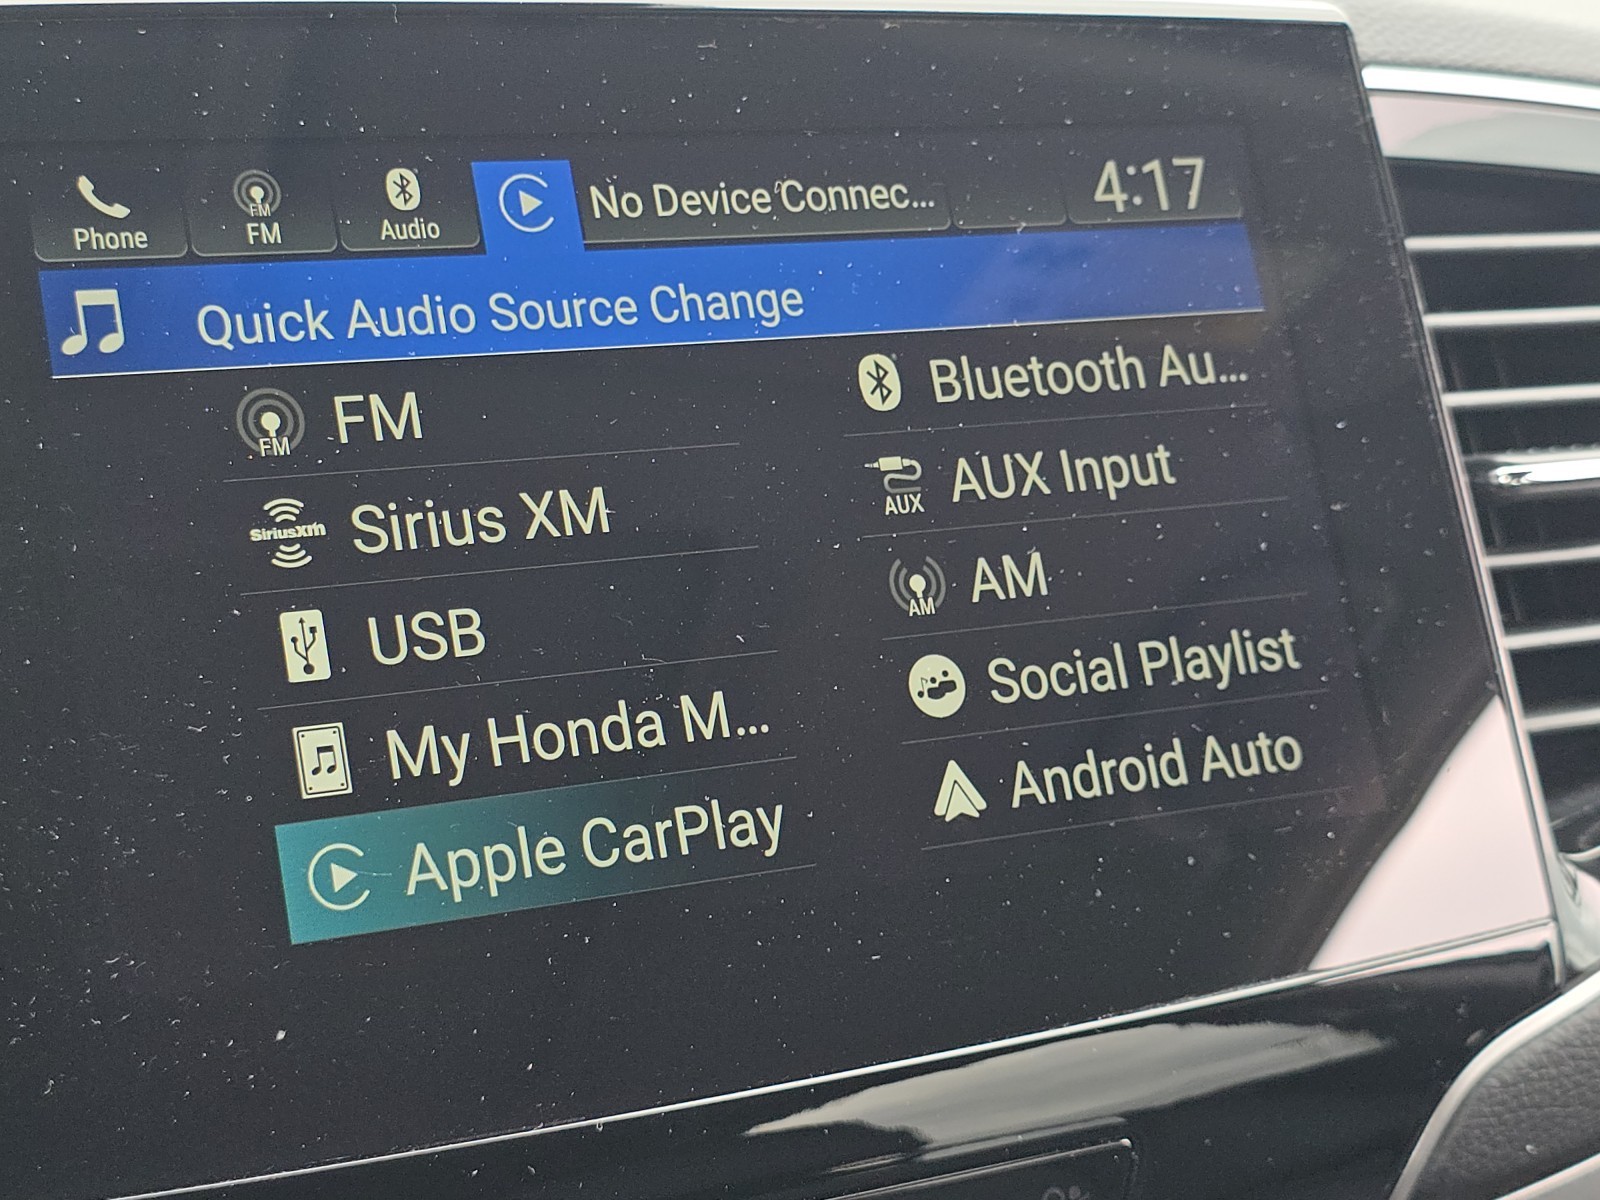 Phone
FM
FM
Audio
No Device Connec...
4:17
Quick Audio Source Change
FM
FM
SiriusXm
Sirius XM
USB
My Honda M...
Apple CarPlay
Bluetooth Au...
AUX
AUX Input
AM
AM
Social Playlist
Android Auto